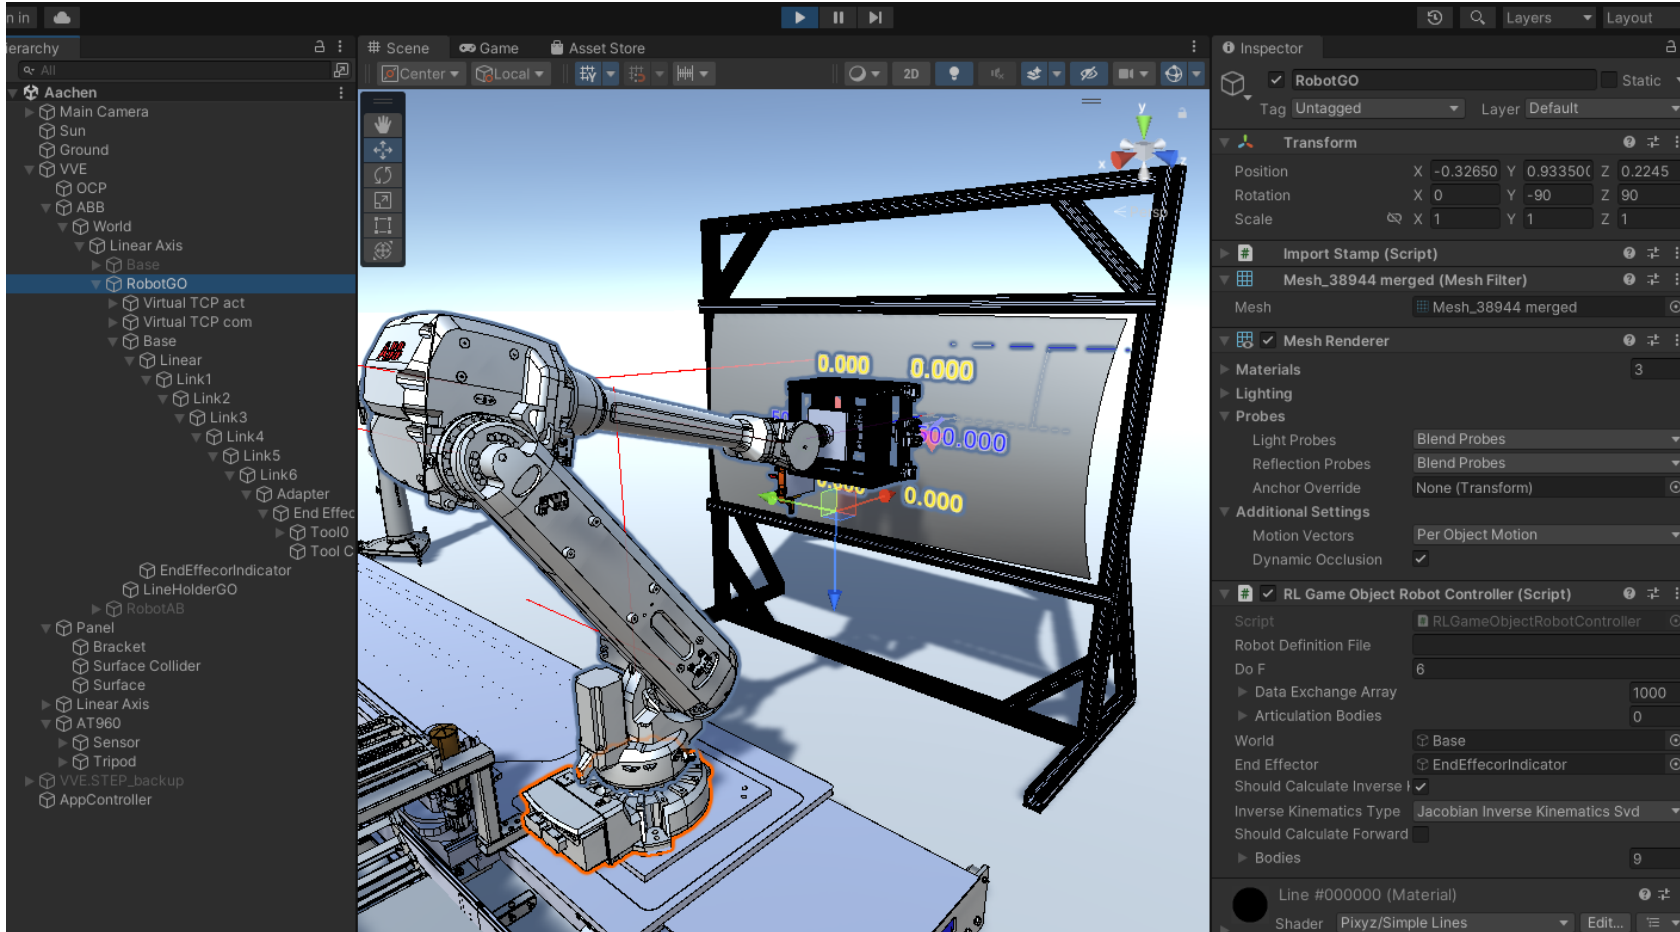 n in
Layers
Layout
ierarchy
All
Aachen
Main Camera
Sun
Ground
VVE
OCP
ABB
World
Linear Axis
Base
RobotGO
Virtual TCP act
Virtual TCP com
Base
Linear
Link1
Link2
Link3
Link4
Link5
Link6
Adapter
End Effec
Tool0
Tool C
EndEffecorIndicator
LineHolderGO
RobotAB
Panel
Bracket
Surface Collider
Surface
Linear Axis
AT960
Sensor
Tripod
VVE.STEP_backup
AppController
Scene
Game
Asset Store
Center
Local
2D
y
x
z
0.000
0.000
500.000
0.000
0.000
Inspector
RobotGO
Static
Tag Untagged
Layer Default
Transform
Position X -0.32650 Y 0.93350( Z 0.2245
Rotation X 0 Y -90 Z 90
Scale X 1 Y 1 Z 1
Import Stamp (Script)
Mesh_38944 merged (Mesh Filter)
Mesh Mesh_38944 merged
Mesh Renderer
Materials 3
Lighting
Probes
Light Probes Blend Probes
Reflection Probes Blend Probes
Anchor Override None (Transform)
Additional Settings
Motion Vectors Per Object Motion
Dynamic Occlusion
RL Game Object Robot Controller (Script)
Script RLGameObjectRobotController
Robot Definition File
Do F 6
Data Exchange Array 1000
Articulation Bodies 0
World Base
End Effector EndEffecorIndicator
Should Calculate Inverse
Inverse Kinematics Type Jacobian Inverse Kinematics Svd
Should Calculate Forward
Bodies 9
Line #000000 (Material)
Shader Pixyz/Simple Lines Edit...